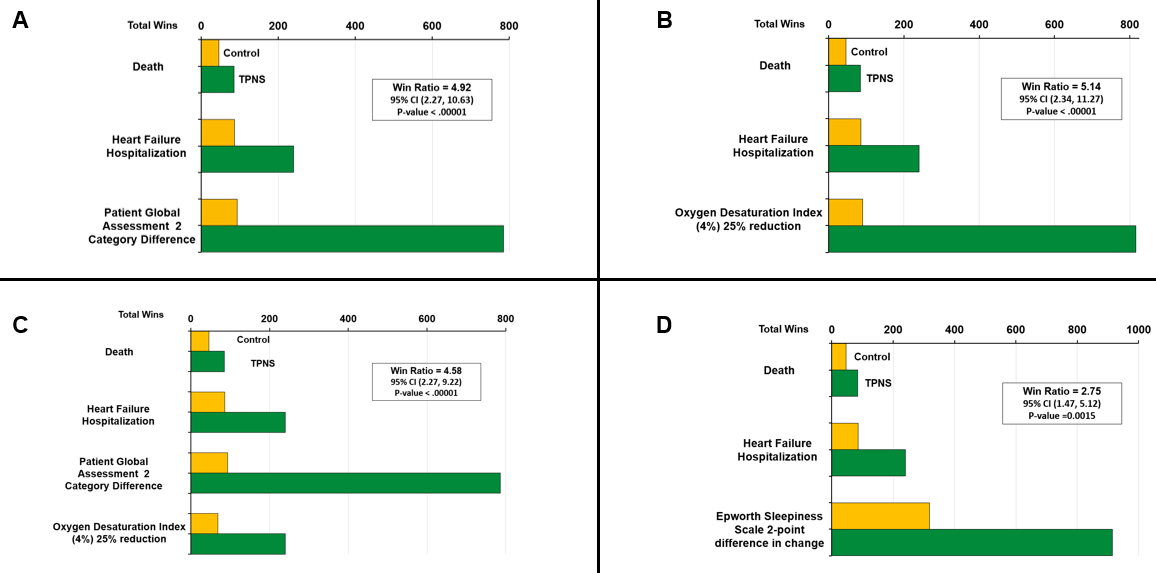 A
Total Wins
0 200 400 600 800
Control
Death
TPNS
Win Ratio = 4.92
95% CI (2.27, 10.63)
P-value < .00001
Heart Failure
Hospitalization
Patient Global
Assessment 2
Category Difference
B
Total Wins
0 200 400 600 800
Control
Death
TPNS
Win Ratio = 5.14
95% CI (2.34, 11.27)
P-value < .00001
Heart Failure
Hospitalization
Oxygen Desaturation Index
(4%) 25% reduction
C
Total Wins
0 200 400 600 800
Control
Death
TPNS
Win Ratio = 4.58
95% CI (2.27, 9.22)
P-value < .00001
Heart Failure
Hospitalization
Patient Global
Assessment 2
Category Difference
Oxygen Desaturation Index
(4%) 25% reduction
D
Total Wins
0 200 400 600 800 1000
Control
Death
TPNS
Win Ratio = 2.75
95% CI (1.47, 5.12)
P-value =0.0015
Heart Failure
Hospitalization
Epworth Sleepiness
Scale 2-point
difference in change